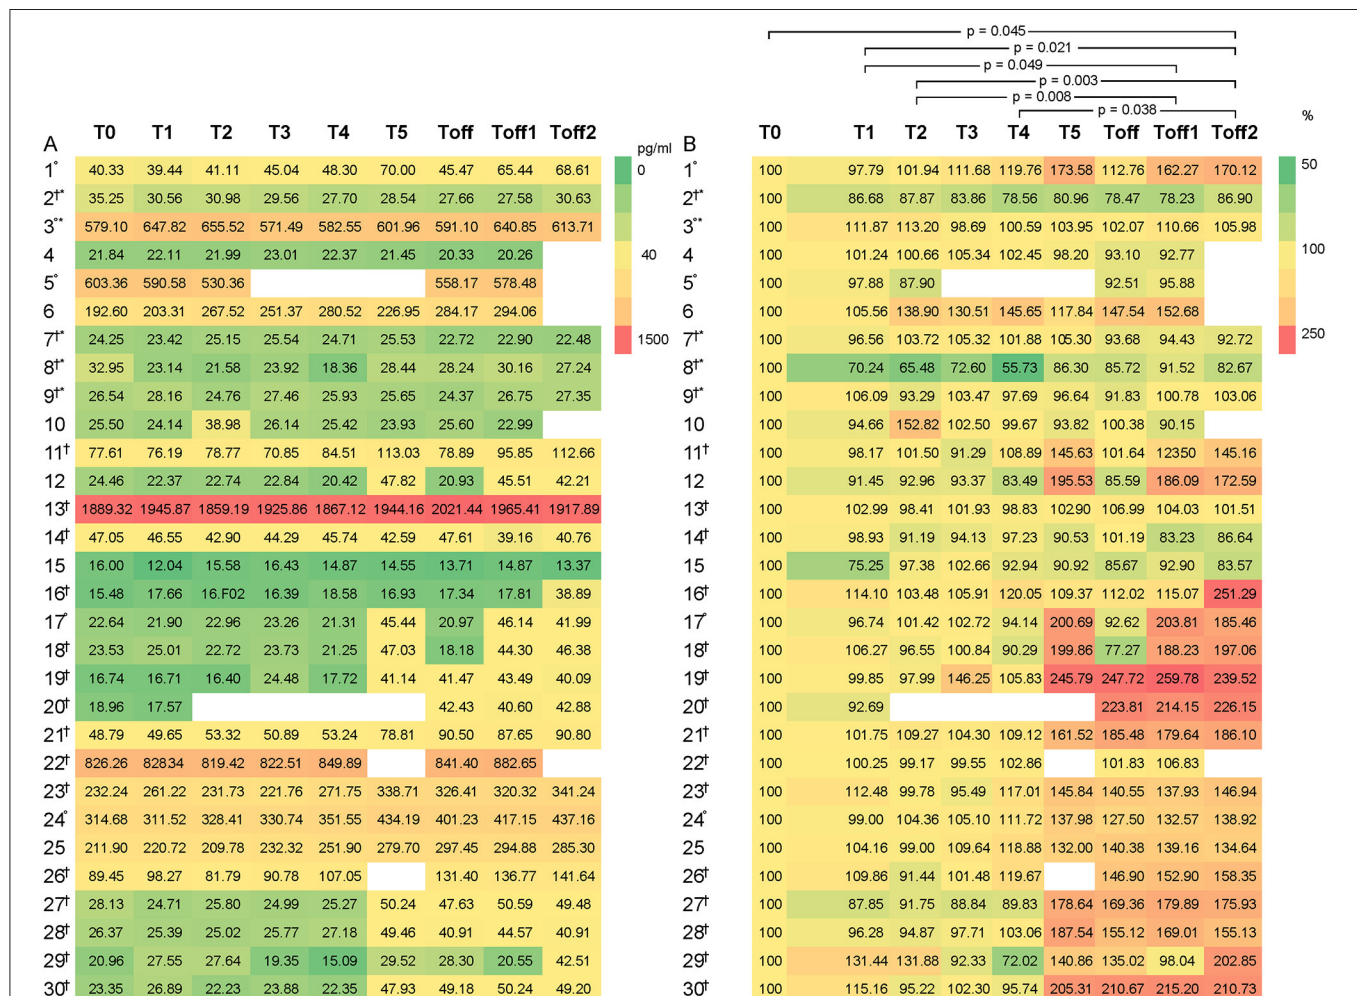 p = 0.045
p = 0.021
p = 0.049
p = 0.003
p = 0.008
p = 0.038
A T0 T1 T2 T3 T4 T5 Toff Toff1 Toff2 pg/ml B T0 T1 T2 T3 T4 T5 Toff Toff1 Toff2 %
1° 40.33 39.44 41.11 45.04 48.30 70.00 45.47 65.44 68.61 0 1° 100 97.79 101.94 111.68 119.76 173.58 112.76 162.27 170.12 50
2†* 35.25 30.56 30.98 29.56 27.70 28.54 27.66 27.58 30.63 2†* 100 86.68 87.87 83.86 78.56 80.96 78.47 78.23 86.90
3°* 579.10 647.82 655.52 571.49 582.55 601.96 591.10 640.85 613.71 3°* 100 111.87 113.20 98.69 100.59 103.95 102.07 110.66 105.98
4 21.84 22.11 21.99 23.01 22.37 21.45 20.33 20.26 40 4 100 101.24 100.66 105.34 102.45 98.20 93.10 92.77 100
5° 603.36 590.58 530.36 558.17 578.48 5° 100 97.88 87.90 92.51 95.88
6 192.60 203.31 267.52 251.37 280.52 226.95 284.17 294.06 6 100 105.56 138.90 130.51 145.65 117.84 147.54 152.68
7†* 24.25 23.42 25.15 25.54 24.71 25.53 22.72 22.90 22.48 1500 7†* 100 96.56 103.72 105.32 101.88 105.30 93.68 94.43 92.72 250
8†* 32.95 23.14 21.58 23.92 18.36 28.44 28.24 30.16 27.24 8†* 100 70.24 65.48 72.60 55.73 86.30 85.72 91.52 82.67
9†* 26.54 28.16 24.76 27.46 25.93 25.65 24.37 26.75 27.35 9†* 100 106.09 93.29 103.47 97.69 96.64 91.83 100.78 103.06
10 25.50 24.14 38.98 26.14 25.42 23.93 25.60 22.99 10 100 94.66 152.82 102.50 99.67 93.82 100.38 90.15
11† 77.61 76.19 78.77 70.85 84.51 113.03 78.89 95.85 112.66 11† 100 98.17 101.50 91.29 108.89 145.63 101.64 12350 145.16
12 24.46 22.37 22.74 22.84 20.42 47.82 20.93 45.51 42.21 12 100 91.45 92.96 93.37 83.49 195.53 85.59 186.09 172.59
13† 1889.32 1945.87 1859.19 1925.86 1867.12 1944.16 2021.44 1965.41 1917.89 13† 100 102.99 98.41 101.93 98.83 102.90 106.99 104.03 101.51
14† 47.05 46.55 42.90 44.29 45.74 42.59 47.61 39.16 40.76 14† 100 98.93 91.19 94.13 97.23 90.53 101.19 83.23 86.64
15 16.00 12.04 15.58 16.43 14.87 14.55 13.71 14.87 13.37 15 100 75.25 97.38 102.66 92.94 90.92 85.67 92.90 83.57
16† 15.48 17.66 16.F02 16.39 18.58 16.93 17.34 17.81 38.89 16† 100 114.10 103.48 105.91 120.05 109.37 112.02 115.07 251.29
17° 22.64 21.90 22.96 23.26 21.31 45.44 20.97 46.14 41.99 17° 100 96.74 101.42 102.72 94.14 200.69 92.62 203.81 185.46
18† 23.53 25.01 22.72 23.73 21.25 47.03 18.18 44.30 46.38 18† 100 106.27 96.55 100.84 90.29 199.86 77.27 188.23 197.06
19† 16.74 16.71 16.40 24.48 17.72 41.14 41.47 43.49 40.09 19† 100 99.85 97.99 146.25 105.83 245.79 247.72 259.78 239.52
20† 18.96 17.57 42.43 40.60 42.88 20† 100 92.69 223.81 214.15 226.15
21† 48.79 49.65 53.32 50.89 53.24 78.81 90.50 87.65 90.80 21† 100 101.75 109.27 104.30 109.12 161.52 185.48 179.64 186.10
22† 826.26 82834 819.42 822.51 849.89 841.40 882.65 22† 100 100.25 99.17 99.55 102.86 101.83 106.83
23† 232.24 261.22 231.73 221.76 271.75 338.71 326.41 320.32 341.24 23† 100 112.48 99.78 95.49 117.01 145.84 140.55 137.93 146.94
24° 314.68 311.52 328.41 330.74 351.55 434.19 401.23 417.15 437.16 24° 100 99.00 104.36 105.10 111.72 137.98 127.50 132.57 138.92
25 211.90 220.72 209.78 232.32 251.90 279.70 297.45 294.88 285.30 25 100 104.16 99.00 109.64 118.88 132.00 140.38 139.16 134.64
26† 89.45 98.27 81.79 90.78 107.05 131.40 136.77 141.64 26† 100 109.86 91.44 101.48 119.67 146.90 152.90 158.35
27† 28.13 24.71 25.80 24.99 25.27 50.24 47.63 50.59 49.48 27† 100 87.85 91.75 88.84 89.83 178.64 169.36 179.89 175.93
28† 26.37 25.39 25.02 25.77 27.18 49.46 40.91 44.57 40.91 28† 100 96.28 94.87 97.71 103.06 187.54 155.12 169.01 155.13
29† 20.96 27.55 27.64 19.35 15.09 29.52 28.30 20.55 42.51 29† 100 131.44 131.88 92.33 72.02 140.86 135.02 98.04 202.85
30† 23.35 26.89 22.23 23.88 22.35 47.93 49.18 50.24 49.20 30† 100 115.16 95.22 102.30 95.74 205.31 210.67 215.20 210.73